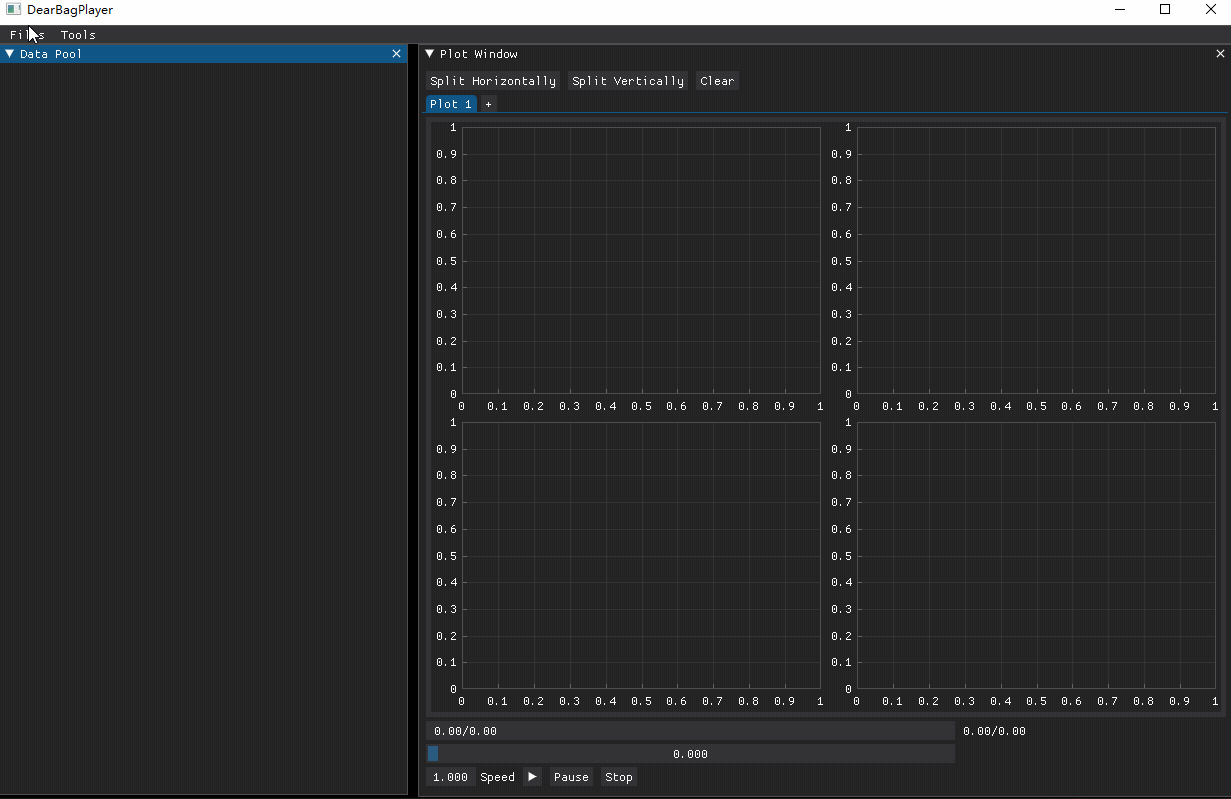 DearBagPlayer
Files Tools
Data Pool
Plot Window
Split Horizontally Split Vertically Clear
Plot 1 +
1 1
0.9 0.9
0.8 0.8
0.7 0.7
0.6 0.6
0.5 0.5
0.4 0.4
0.3 0.3
0.2 0.2
0.1 0.1
0 0
0 0.1 0.2 0.3 0.4 0.5 0.6 0.7 0.8 0.9 1 0 0.1 0.2 0.3 0.4 0.5 0.6 0.7 0.8 0.9 1
1 1
0.9 0.9
0.8 0.8
0.7 0.7
0.6 0.6
0.5 0.5
0.4 0.4
0.3 0.3
0.2 0.2
0.1 0.1
0 0
0 0.1 0.2 0.3 0.4 0.5 0.6 0.7 0.8 0.9 1 0 0.1 0.2 0.3 0.4 0.5 0.6 0.7 0.8 0.9 1
0.00/0.00 0.00/0.00
0.000
1.000 Speed Pause Stop